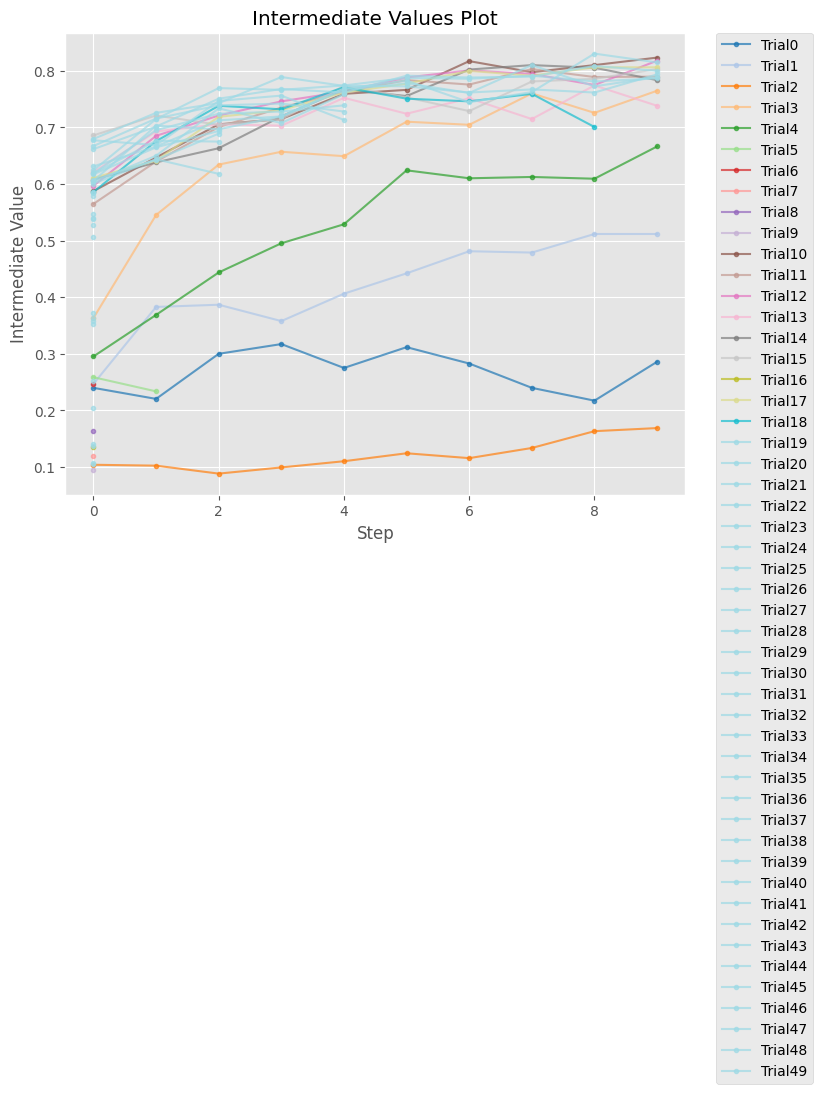 Intermediate Values Plot
Intermediate Value
0.8
0.7
0.6
0.5
0.4
0.3
0.2
0.1
0 2 4 6 8
Step
Trial0
Trial1
Trial2
Trial3
Trial4
Trial5
Trial6
Trial7
Trial8
Trial9
Trial10
Trial11
Trial12
Trial13
Trial14
Trial15
Trial16
Trial17
Trial18
Trial19
Trial20
Trial21
Trial22
Trial23
Trial24
Trial25
Trial26
Trial27
Trial28
Trial29
Trial30
Trial31
Trial32
Trial33
Trial34
Trial35
Trial36
Trial37
Trial38
Trial39
Trial40
Trial41
Trial42
Trial43
Trial44
Trial45
Trial46
Trial47
Trial48
Trial49